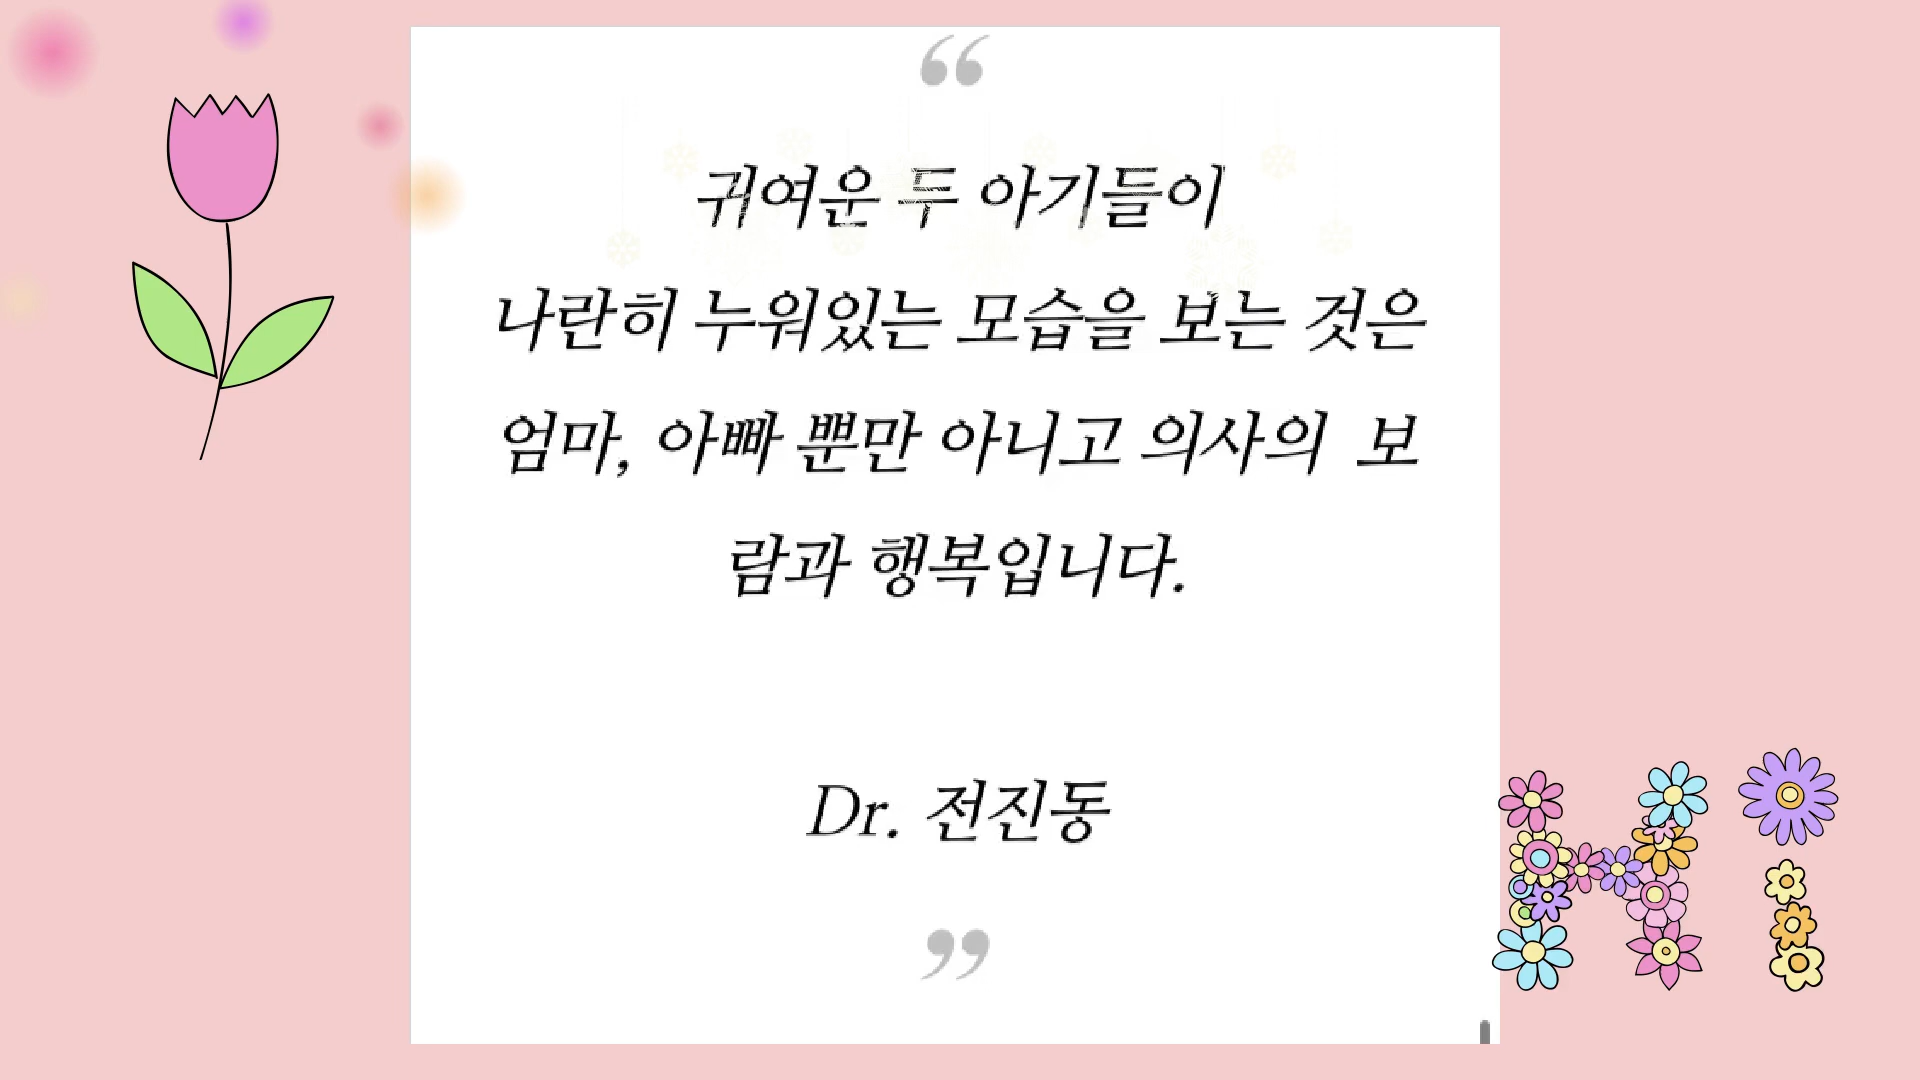 “
귀여운 두 아기들이
나란히 누워있는 모습을 보는 것은
엄마, 아빠 뿐만 아니고 의사의 보
람과 행복입니다.
Dr. 전진동
”
Hi